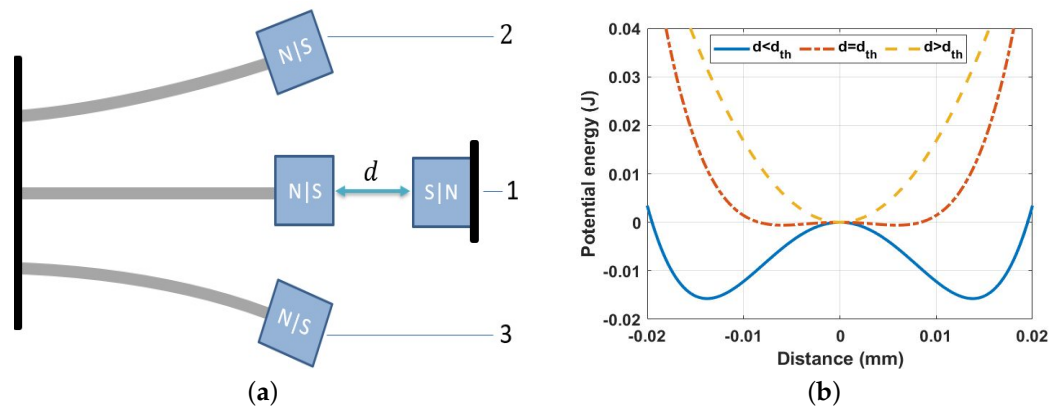 N|S
2
N|S
d
S|N
1
N|S
3
(a)
0.04
0.03
0.02
0.01
0
-0.01
-0.02
Potential energy (J)
d<dth
d=dth
d>dth
-0.02
-0.01
0
0.01
0.02
Distance (mm)
(b)